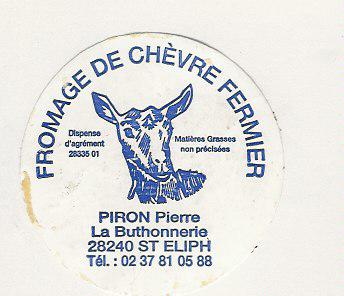 FROMAGE DE CHÈVRE FERMIER
Dispense
d'agrément
28335 01
Matières Grasses
non précisées
PIRON Pierre
La Buthonnerie
28240 ST ELIPH
Tél. : 02 37 81 05 88